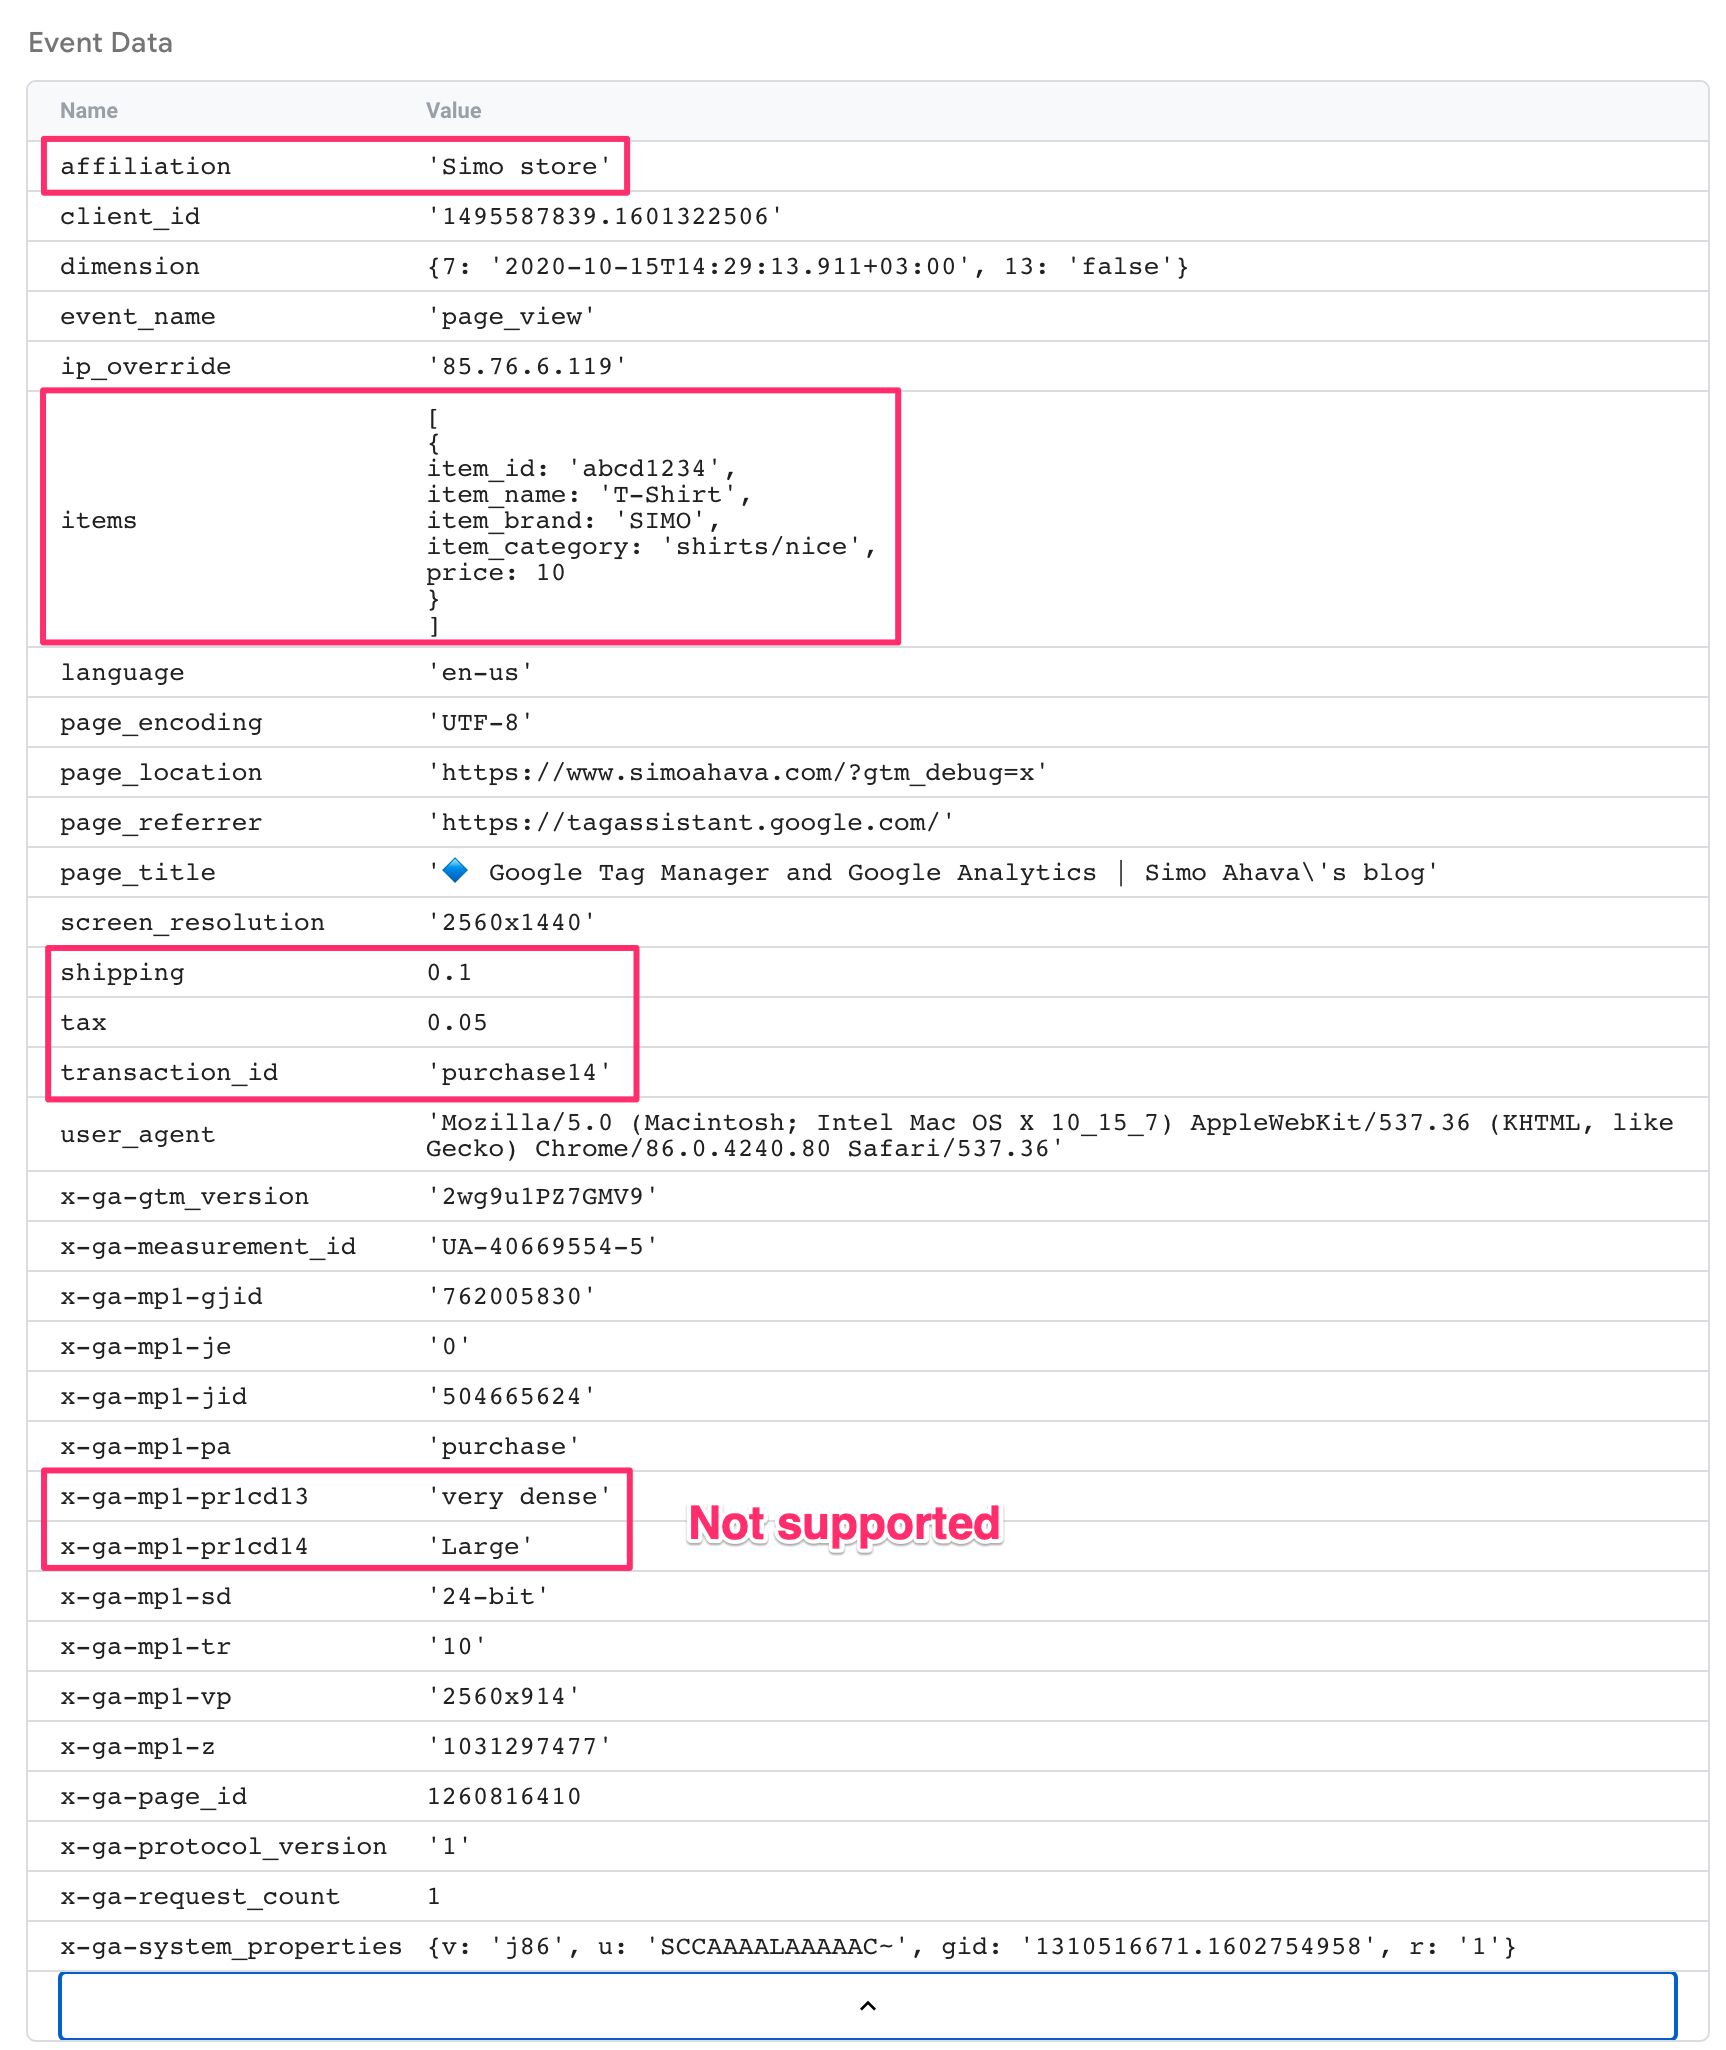 Event Data
Name Value
affiliation 'Simo store'
client_id '1495587839.1601322506'
dimension {7: '2020-10-15T14:29:13.911+03:00', 13: 'false'}
event_name 'page_view'
ip_override '85.76.6.119'
items
[
{
item_id: 'abcd1234',
item_name: 'T-Shirt',
item_brand: 'SIMO',
item_category: 'shirts/nice',
price: 10
}
]
language 'en-us'
page_encoding 'UTF-8'
page_location 'https://www.simoahava.com/?gtm_debug=x'
page_referrer 'https://tagassistant.google.com/'
page_title '🔷 Google Tag Manager and Google Analytics | Simo Ahava\'s blog'
screen_resolution '2560x1440'
shipping 0.1
tax 0.05
transaction_id 'purchase14'
user_agent 'Mozilla/5.0 (Macintosh; Intel Mac OS X 10_15_7) AppleWebKit/537.36 (KHTML, like
Gecko) Chrome/86.0.4240.80 Safari/537.36'
x-ga-gtm_version '2wg9u1PZ7GMV9'
x-ga-measurement_id 'UA-40669554-5'
x-ga-mp1-gjid '762005830'
x-ga-mp1-je '0'
x-ga-mp1-jid '504665624'
x-ga-mp1-pa 'purchase'
x-ga-mp1-pr1cd13 'very dense'
Not supported
x-ga-mp1-pr1cd14 'Large'
x-ga-mp1-sd '24-bit'
x-ga-mp1-tr '10'
x-ga-mp1-vp '2560x914'
x-ga-mp1-z '1031297477'
x-ga-page_id 1260816410
x-ga-protocol_version '1'
x-ga-request_count 1
x-ga-system_properties {v: 'j86', u: 'SCCAAAALAAAAAC~', gid: '1310516671.1602754958', r: '1'}